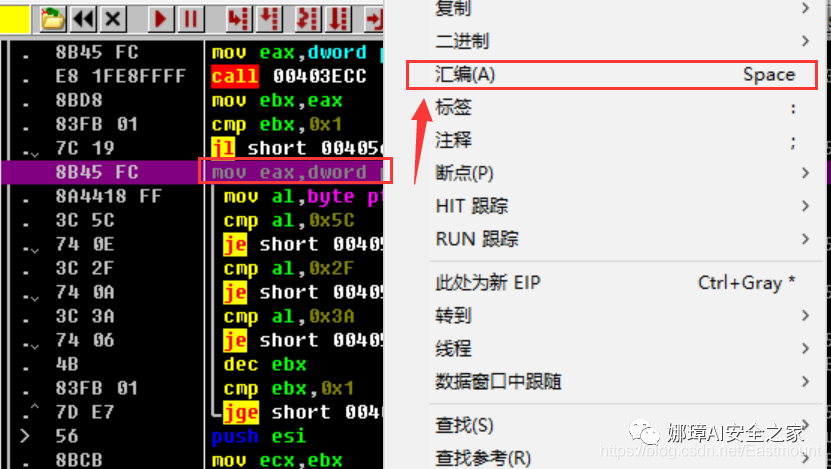 . 8B45 FC mov eax,dword
. E8 1FE8FFFF call 00403ECC
. 8BD8 mov ebx,eax
. 83FB 01 cmp ebx,0x1
. 7C 19 jl short 00405
8B45 FC mov eax,dword
. 8A4418 FF mov al,byte
. 3C 5C cmp al,0x5C
. 74 0E je short 00405
. 3C 2F cmp al,0x2F
. 74 0A je short 00405
. 3C 3A cmp al,0x3A
. 74 06 je short 00405
. 4B dec ebx
. 83FB 01 cmp ebx,0x1
. 7D E7 jge short 0040
> 56 push esi
. 8BCB mov ecx,ebx
复制 >
二进制 >
汇编(A) Space
标签 :
注释 ;
断点(P) >
HIT 跟踪 >
RUN 跟踪 >
此处为新 EIP Ctrl+Gray *
转到 >
线程 >
数据窗口中跟随 >
查找(S) >
查找参考(R) >
娜璋AI安全之家
https://blog.csdn.net/Eastmount